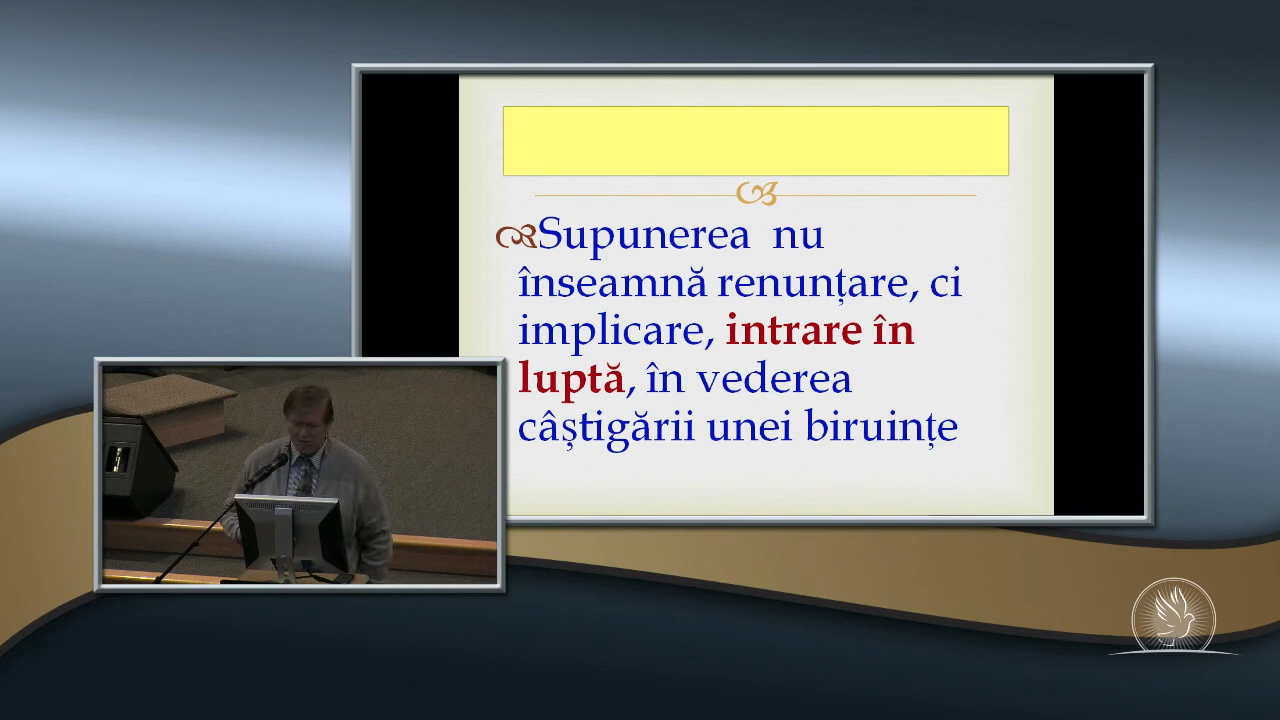 Supunerea nu
înseamnă renunțare, ci
implicare, intrare în
luptă, în vederea
câștigării unei biruințe